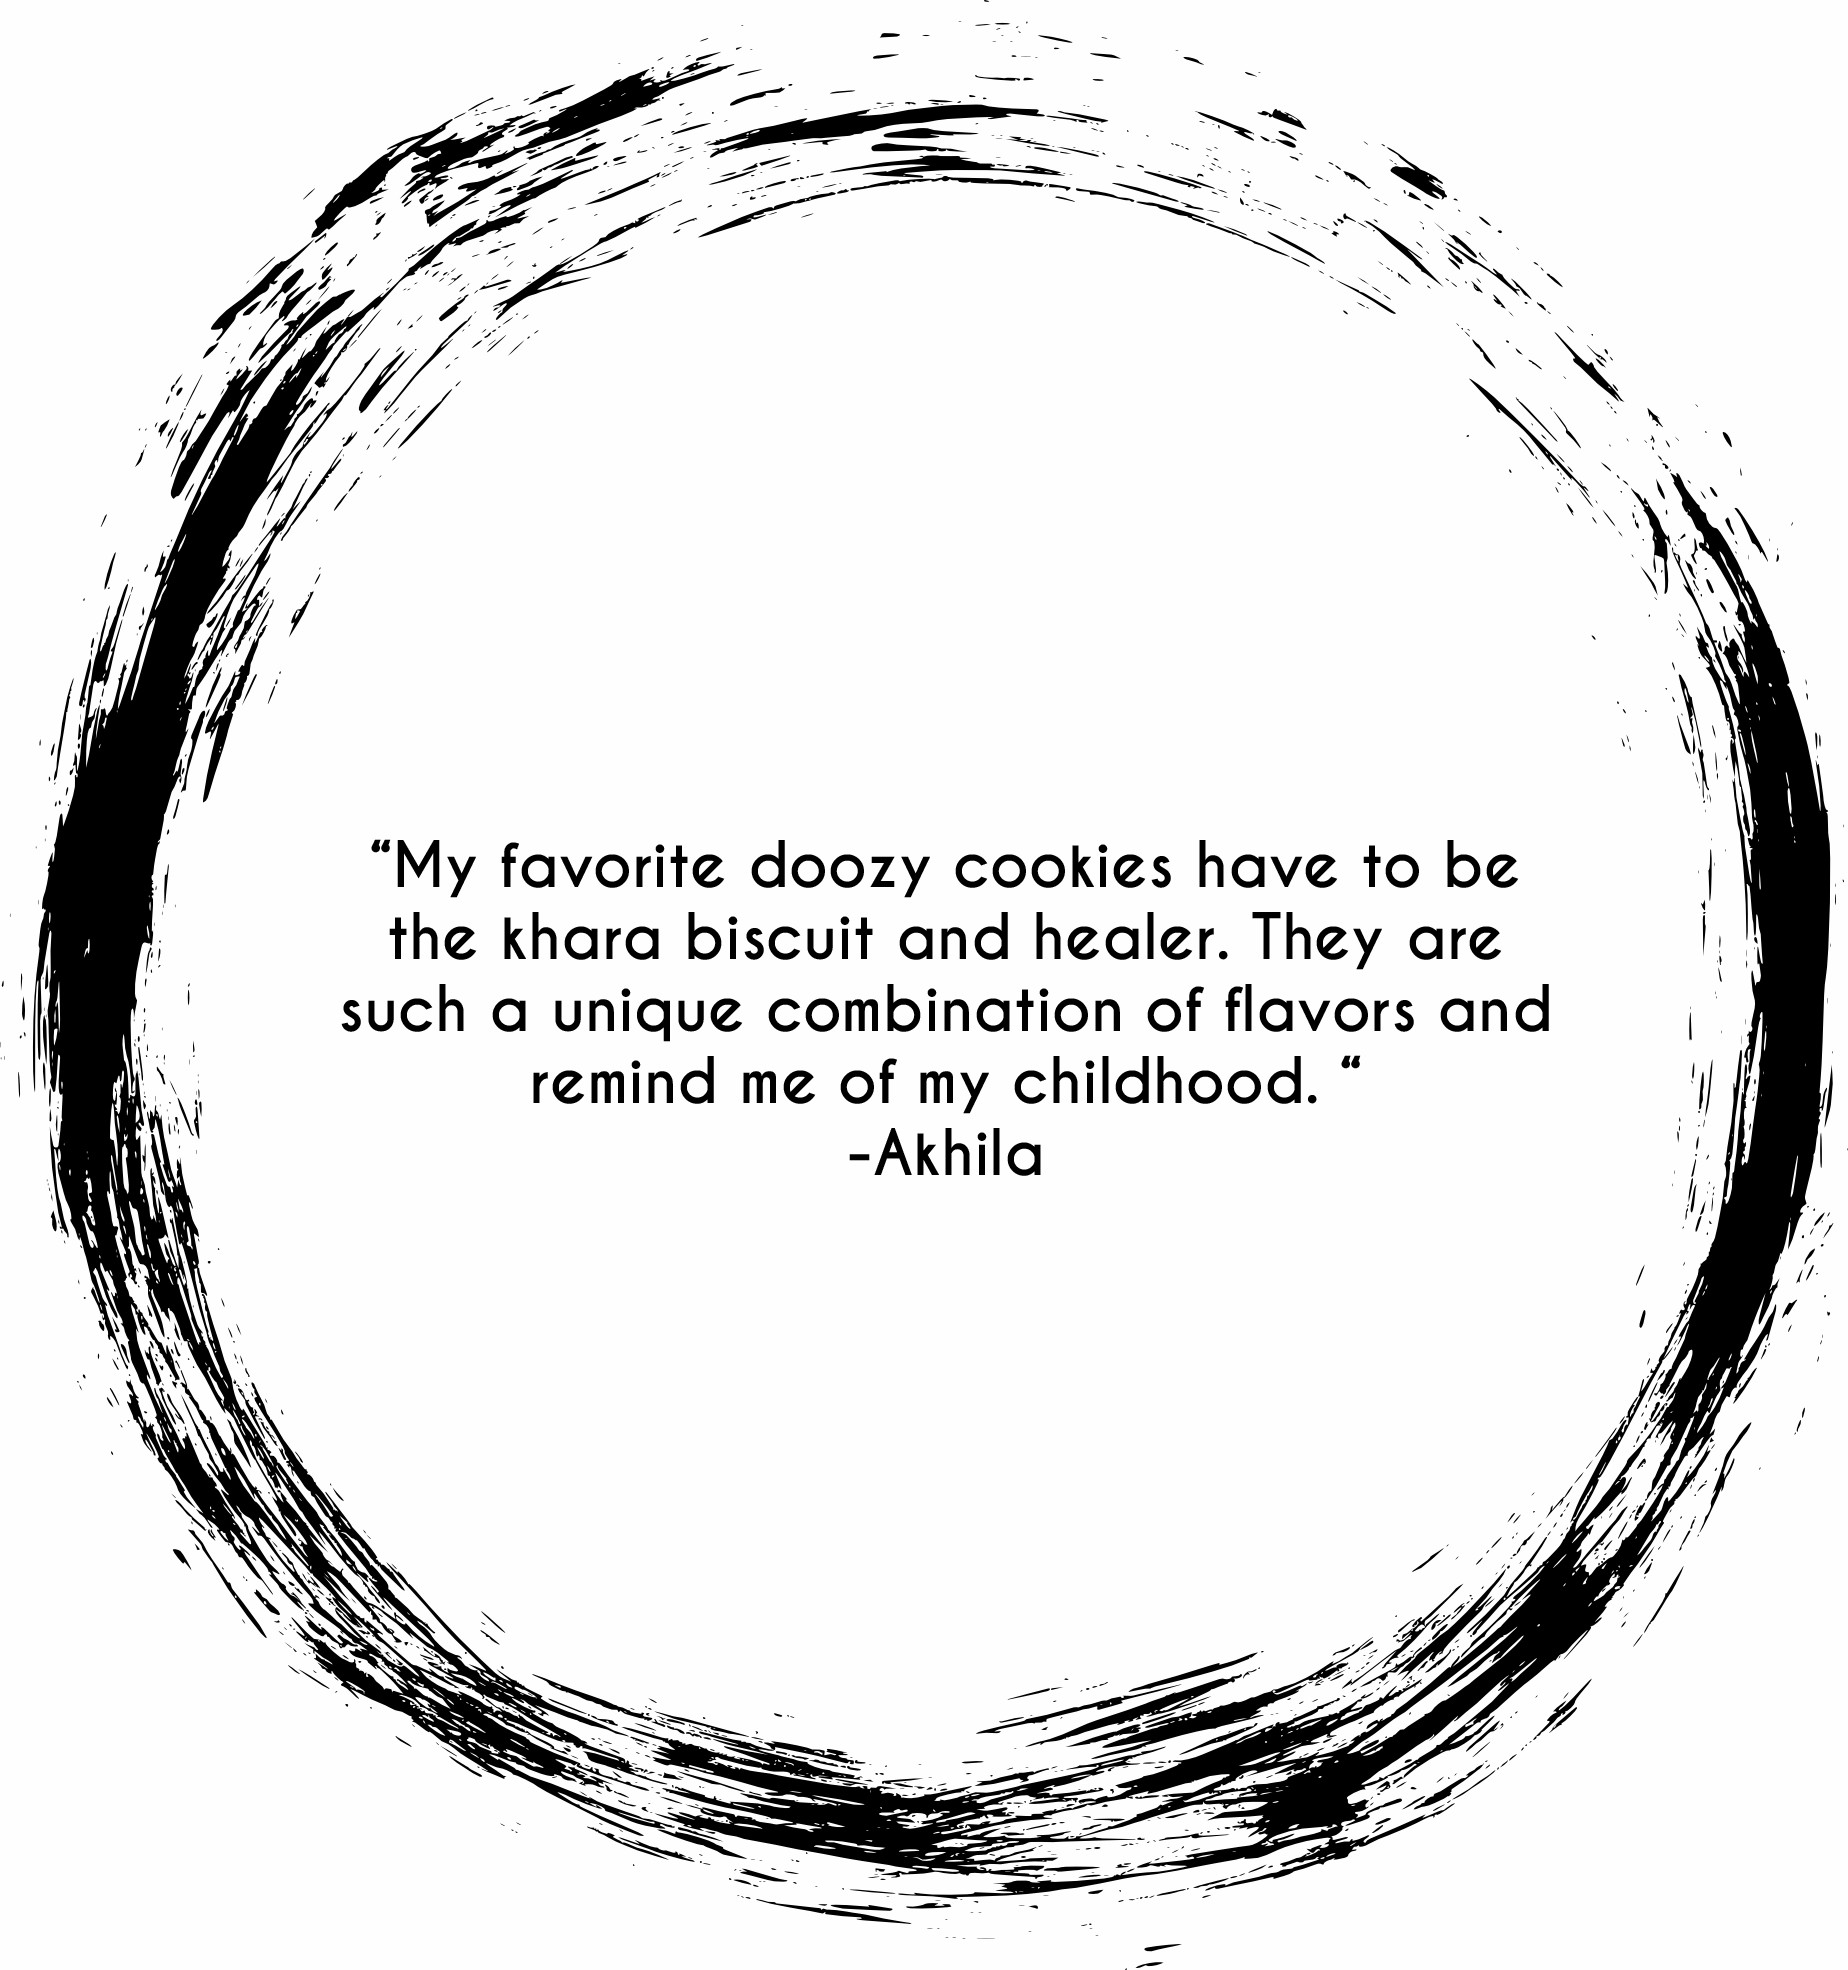 “My favorite doozy cookies have to be
the khara biscuit and healer. They are
such a unique combination of flavors and
remind me of my childhood. “
-Akhila